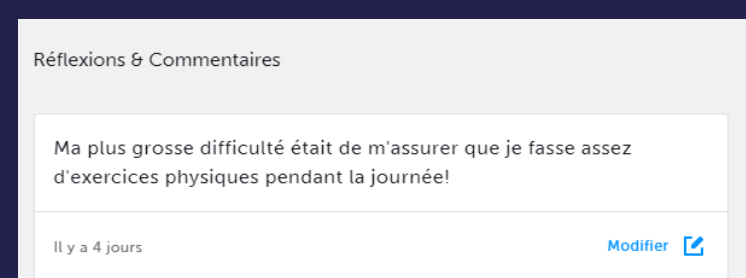 Réflexions & Commentaires
Ma plus grosse difficulté était de m'assurer que je fasse assez
d'exercices physiques pendant la journée!
Il y a 4 jours
Modifier